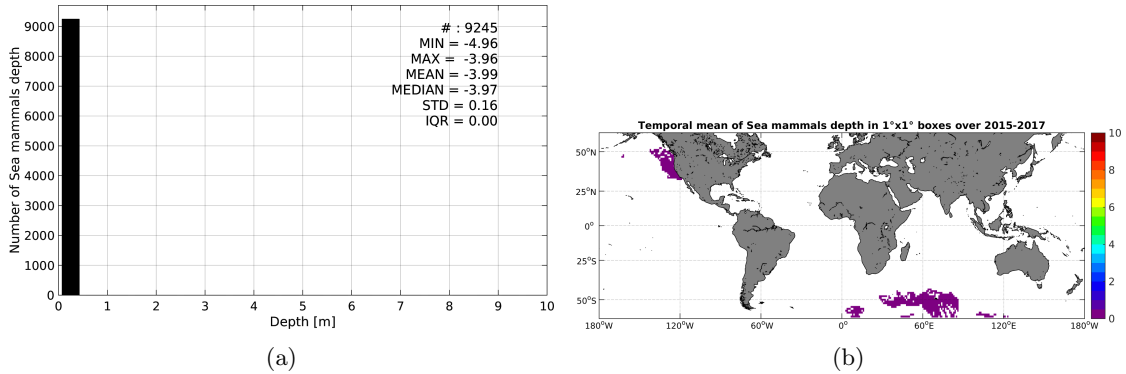 9000
8000
7000
6000
5000
4000
3000
2000
1000
0
Number of Sea mammals depth
# : 9245
MIN = -4.96
MAX = -3.96
MEAN = -3.99
MEDIAN = -3.97
STD = 0.16
IQR = 0.00
0 1 2 3 4 5 6 7 8 9 10
Depth [m]
(a)
Temporal mean of Sea mammals depth in 1°x1° boxes over 2015-2017
50°N
25°N
0°
25°S
50°S
180°W 120°W 60°W 0° 60°E 120°E 180°W
10
8
6
4
2
0
(b)